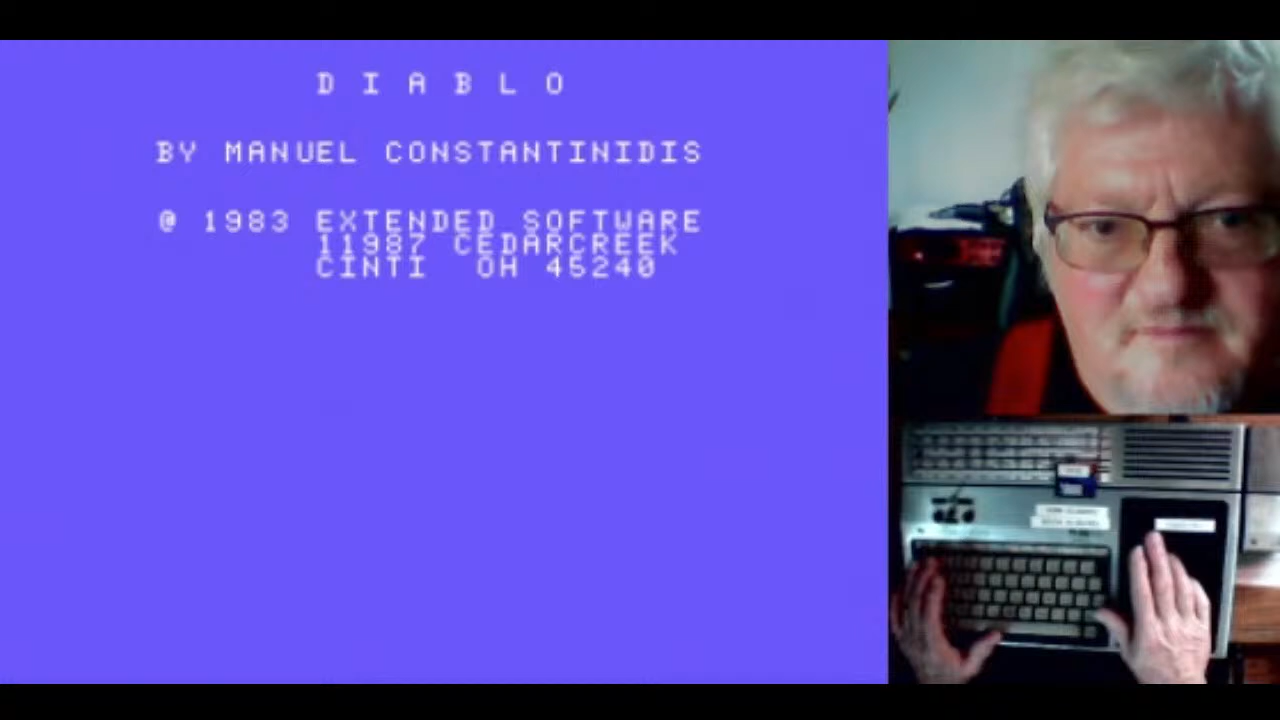 D I A B L O
BY MANUEL CONSTANTINIDIS
@ 1983 EXTENDED SOFTWARE
11987 CEDARCREEK
CINTI OH 45240